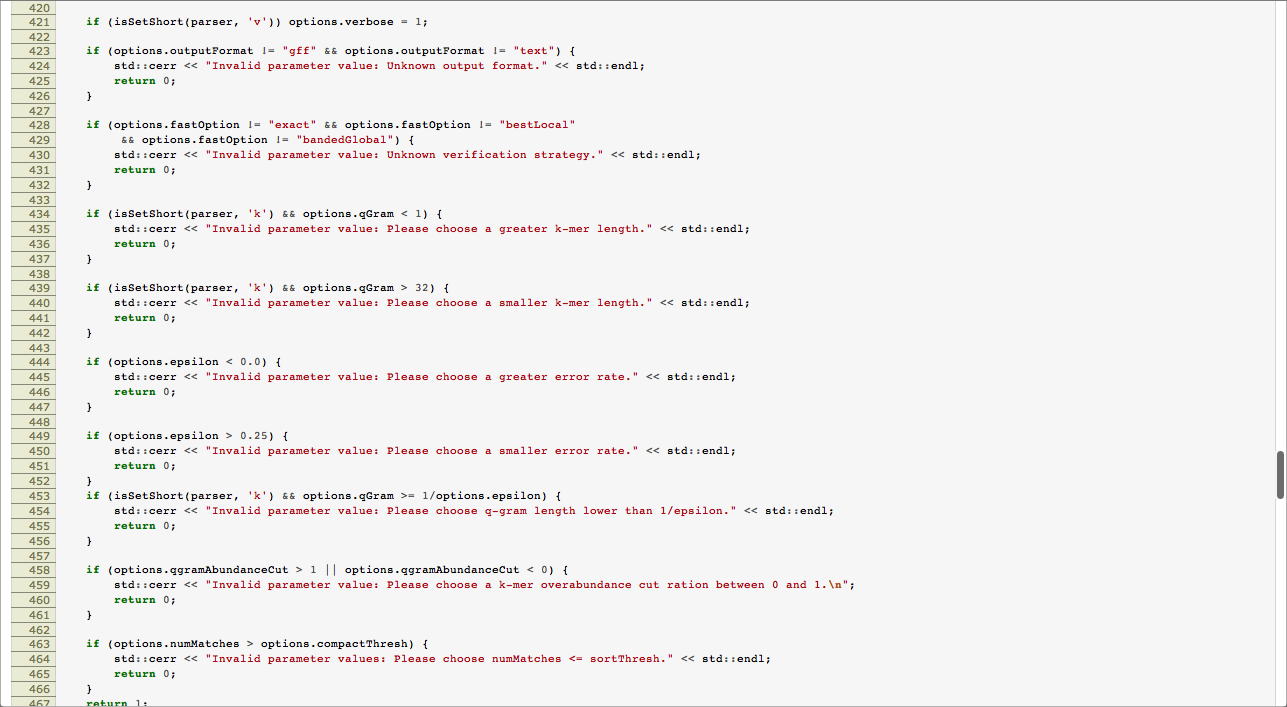 420
421 if (isSetShort(parser, 'v')) options.verbose = 1;
422
423 if (options.outputFormat != "gff" && options.outputFormat != "text") {
424 std::cerr << "Invalid parameter value: Unknown output format." << std::endl;
425 return 0;
426 }
427
428 if (options.fastOption != "exact" && options.fastOption != "bestLocal"
429 && options.fastOption != "bandedGlobal") {
430 std::cerr << "Invalid parameter value: Unknown verification strategy." << std::endl;
431 return 0;
432 }
433
434 if (isSetShort(parser, 'k') && options.qGram < 1) {
435 std::cerr << "Invalid parameter value: Please choose a greater k-mer length." << std::endl;
436 return 0;
437 }
438
439 if (isSetShort(parser, 'k') && options.qGram > 32) {
440 std::cerr << "Invalid parameter value: Please choose a smaller k-mer length." << std::endl;
441 return 0;
442 }
443
444 if (options.epsilon < 0.0) {
445 std::cerr << "Invalid parameter value: Please choose a greater error rate." << std::endl;
446 return 0;
447 }
448
449 if (options.epsilon > 0.25) {
450 std::cerr << "Invalid parameter value: Please choose a smaller error rate." << std::endl;
451 return 0;
452 }
453 if (isSetShort(parser, 'k') && options.qGram >= 1/options.epsilon) {
454 std::cerr << "Invalid parameter value: Please choose q-gram length lower than 1/epsilon." << std::endl;
455 return 0;
456 }
457
458 if (options.qgramAbundanceCut > 1 || options.qgramAbundanceCut < 0) {
459 std::cerr << "Invalid parameter value: Please choose a k-mer overabundance cut ration between 0 and 1.\n";
460 return 0;
461 }
462
463 if (options.numMatches > options.compactThresh) {
464 std::cerr << "Invalid parameter values: Please choose numMatches <= sortThresh." << std::endl;
465 return 0;
466 }
467 return 1;